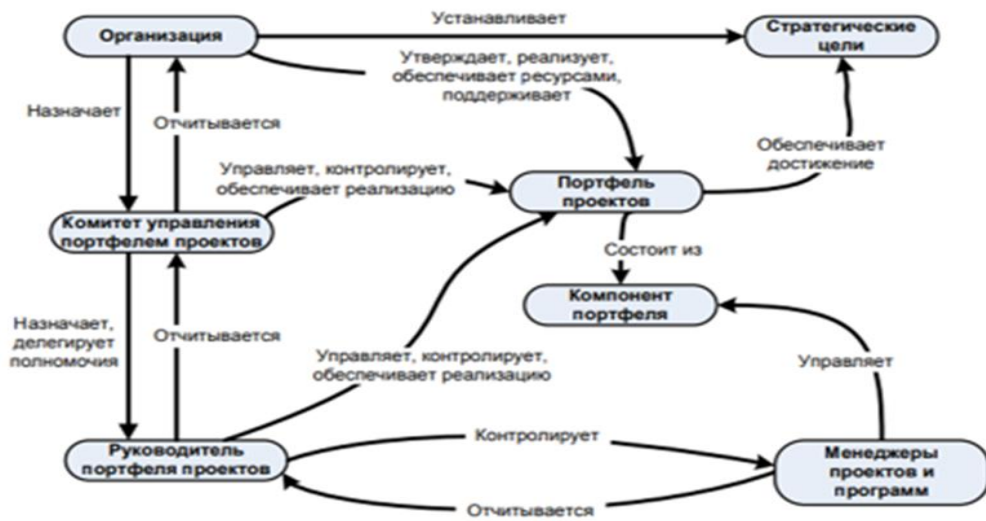 Организация
Устанавливает
Стратегические
цели
Утверждает, реализует,
обеспечивает ресурсами,
поддерживает
Назначает
Отчитывается
Обеспечивает
достижение
Управляет, контролирует,
обеспечивает реализацию
Портфель
проектов
Комитет управления
портфелем проектов
Состоит из
Компонент
портфеля
Назначает,
делегирует
полномочия
Отчитывается
Управляет, контролирует,
обеспечивает реализацию
Управляет
Руководитель
портфеля проектов
Контролирует
Менеджеры
проектов и
программ
Отчитывается